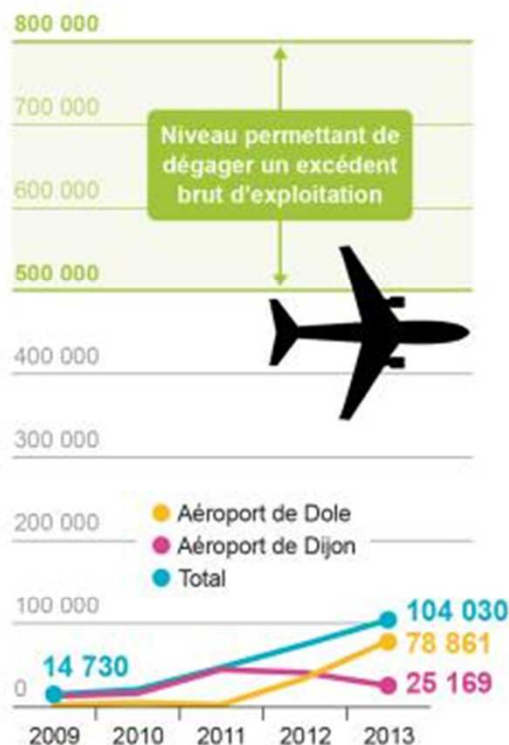 800 000
700 000
Niveau permettant de
dégager un excédent
brut d'exploitation
600 000
500 000
400 000
300 000
200 000
Aéroport de Dole
Aéroport de Dijon
Total
100 000
104 030
78 861
14 730
25 169
0
2009 2010 2011 2012 2013